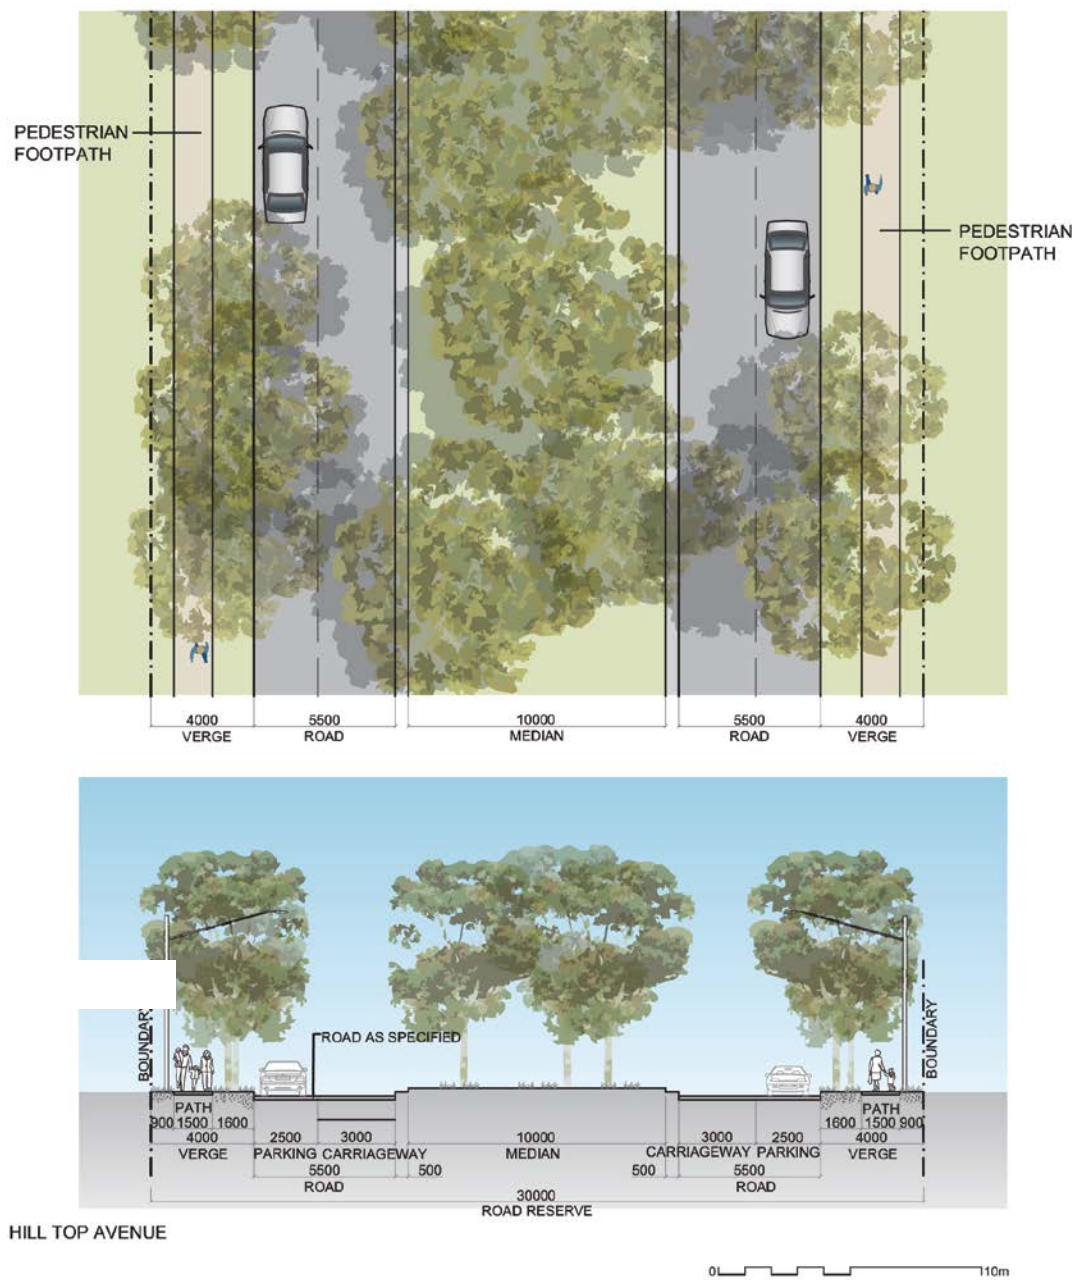 PEDESTRIAN
FOOTPATH
PEDESTRIAN
FOOTPATH
4000
VERGE
5500
ROAD
10000
MEDIAN
5500
ROAD
4000
VERGE
BOUNDARY
ROAD AS SPECIFIED
BOUNDARY
PATH
900 1500 1600
4000
VERGE
2500
PARKING
3000
CARRIAGEWAY
5500
ROAD
500
10000
MEDIAN
500
3000
CARRIAGEWAY
2500
PARKING
5500
ROAD
PATH
1600 1500 900
4000
VERGE
30000
ROAD RESERVE
HILL TOP AVENUE
0 110m